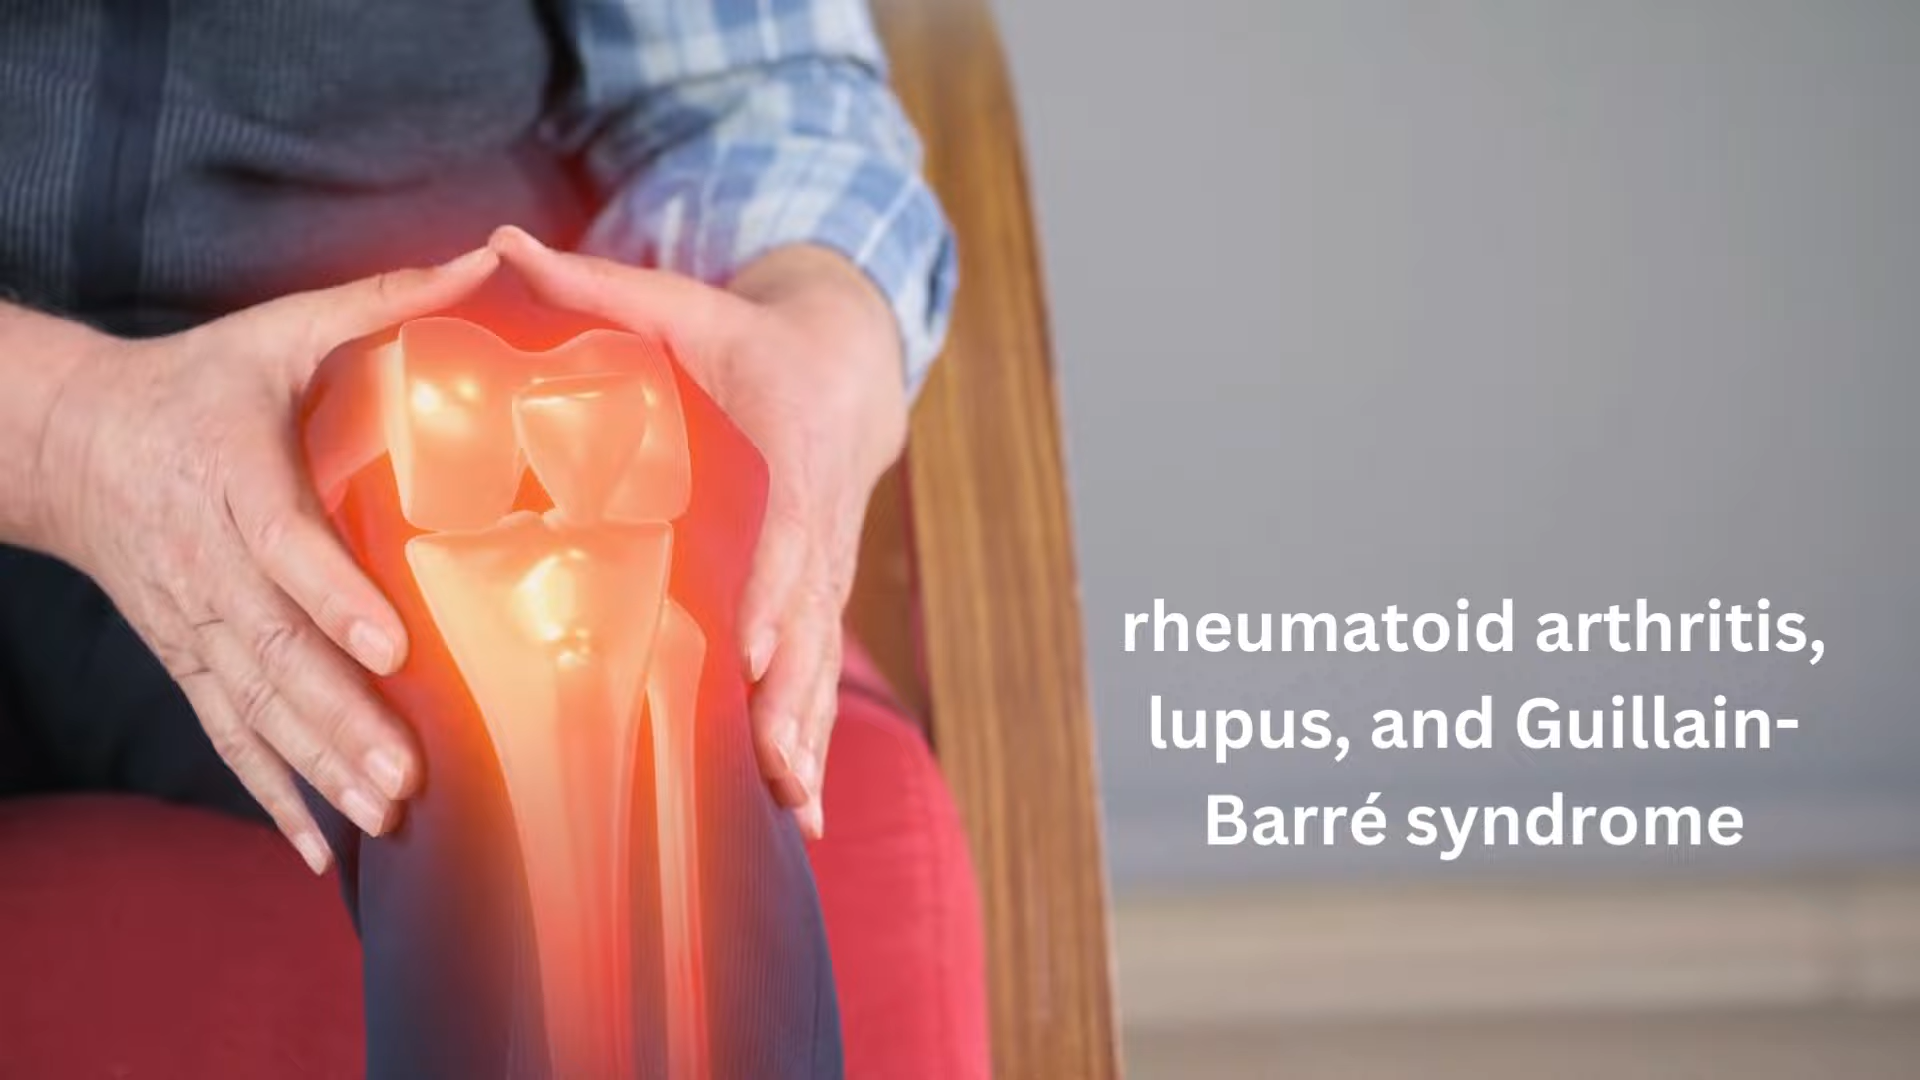 rheumatoid arthritis,
lupus, and Guillain-
Barré syndrome